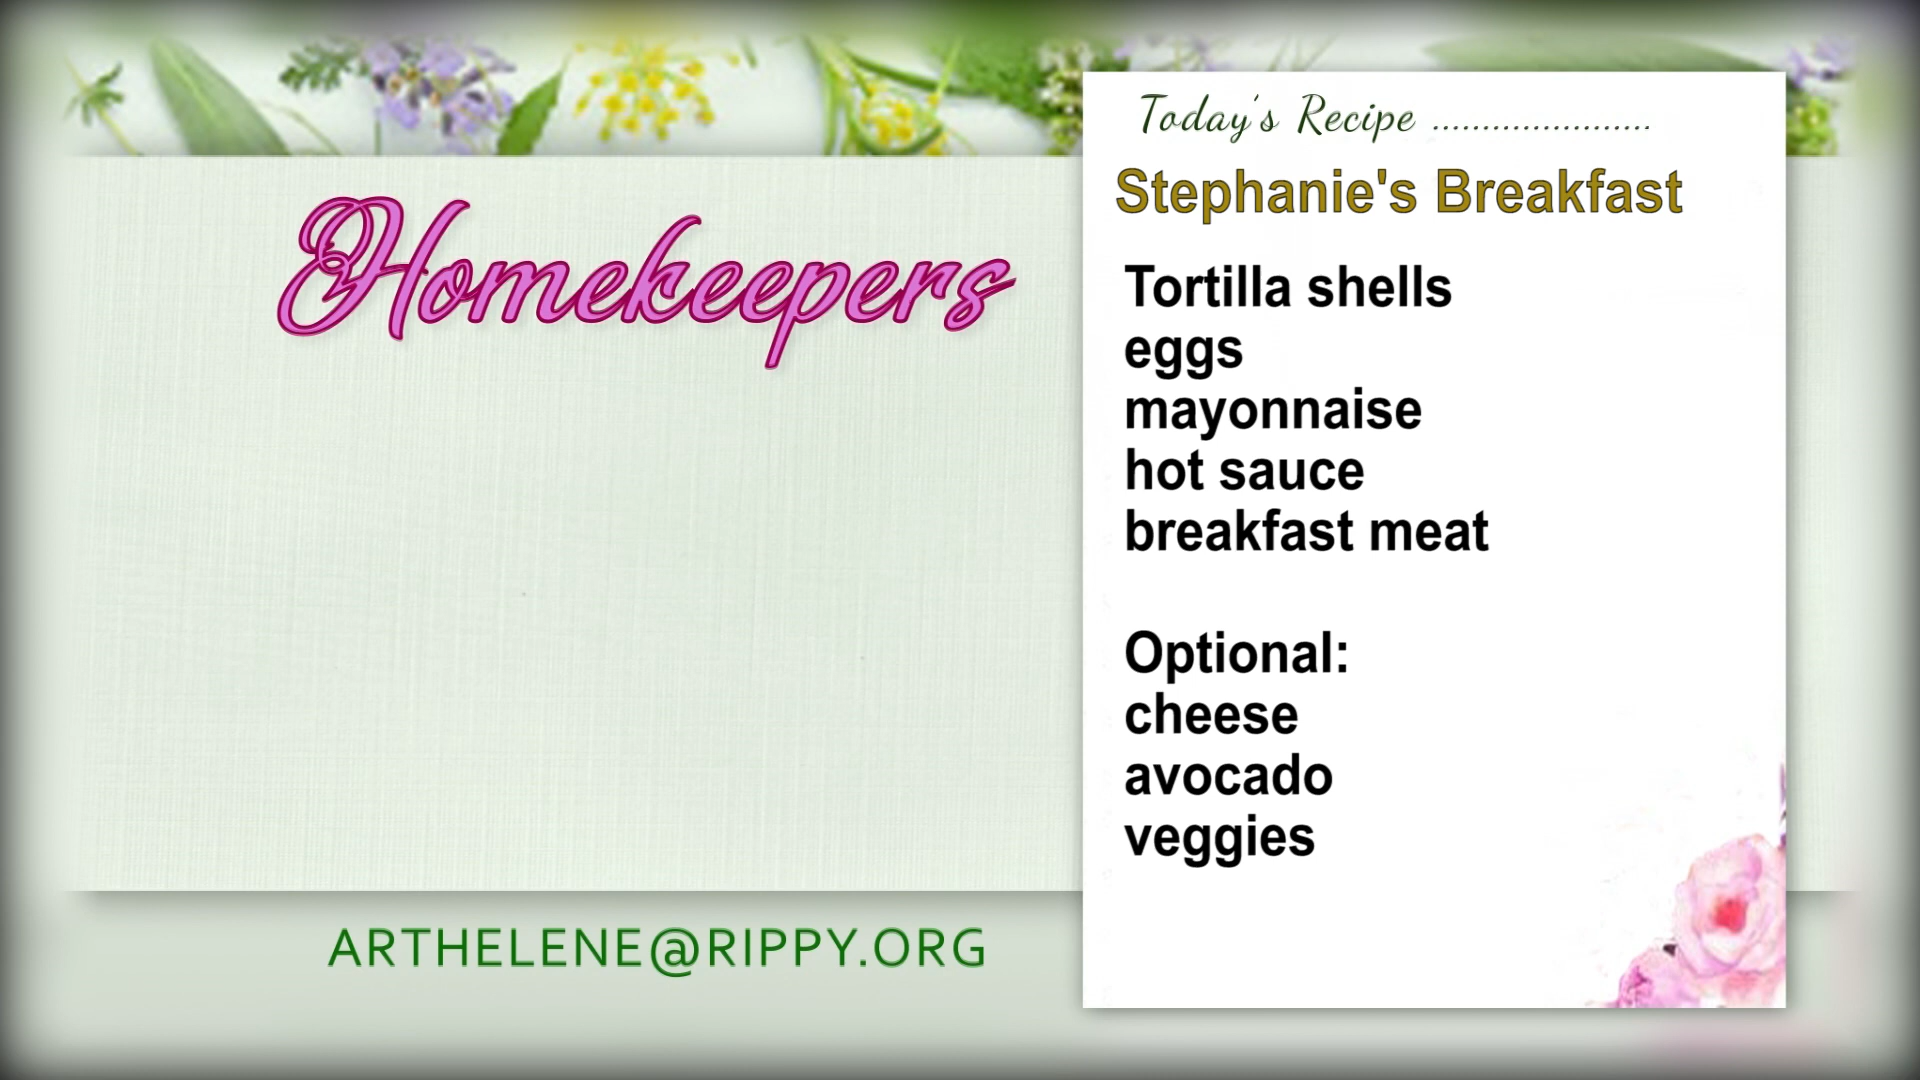 Homekeepers
ARTHELENE@RIPPY.ORG
Today's Recipe ......................
Stephanie's Breakfast
Tortilla shells
eggs
mayonnaise
hot sauce
breakfast meat
Optional:
cheese
avocado
veggies